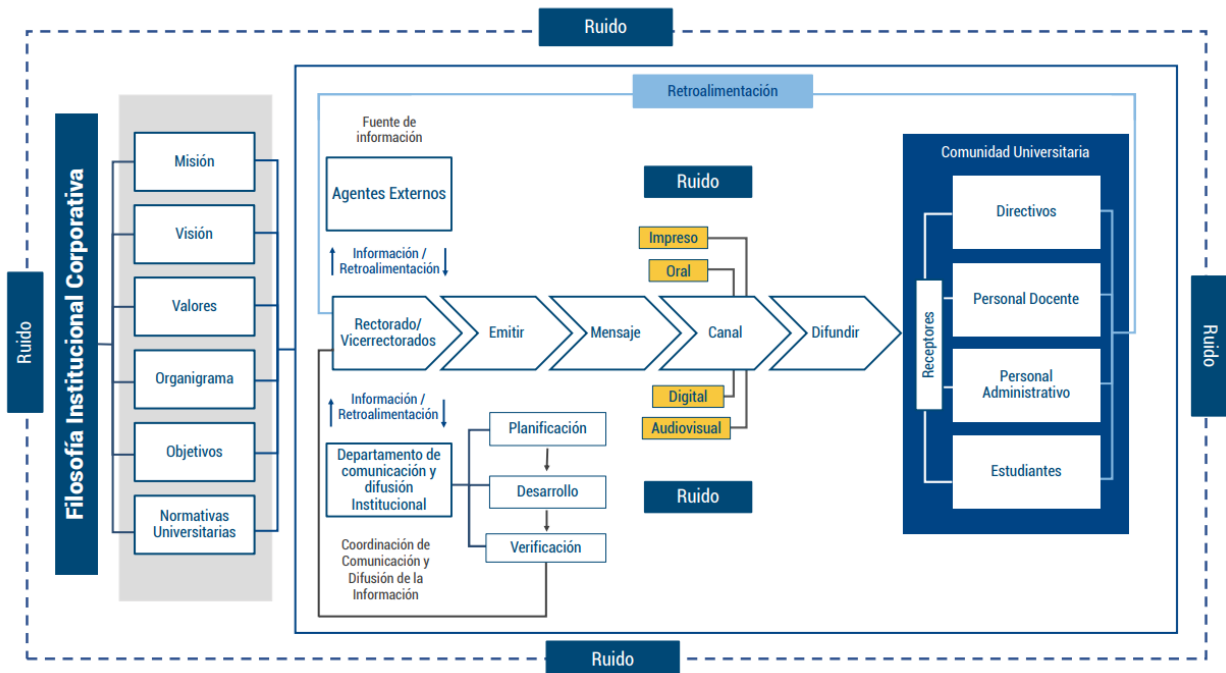 Ruido
Retroalimentación
Fuente de
información
Agentes Externos
Información /
Retroalimentación
Ruido
Filosofía Institucional Corporativa
Misión
Visión
Valores
Organigrama
Objetivos
Normativas
Universitarias
Rectorado/
Vicerrectorados
Emitir
Mensaje
Canal
Difundir
Ruido
Impreso
Oral
Digital
Audiovisual
Ruido
Información /
Retroalimentación
Departamento de
comunicación y
difusión
Institucional
Planificación
Desarrollo
Verificación
Coordinación de
Comunicación y
Difusión de la
Información
Comunidad Universitaria
Receptores
Directivos
Personal Docente
Personal
Administrativo
Estudiantes
Ruido
Ruido